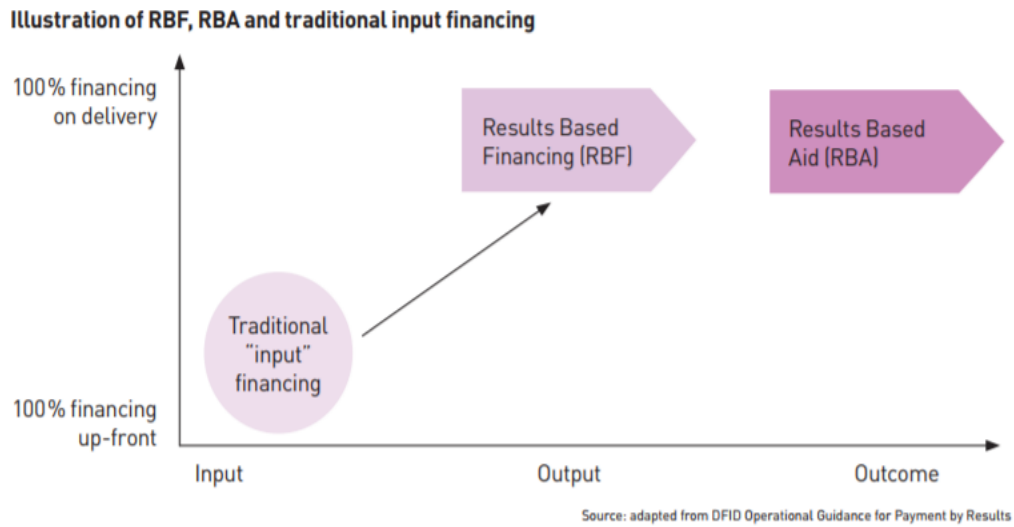 Illustration of RBF, RBA and traditional input financing
100% financing
on delivery
Results Based
Financing (RBF)
Results Based
Aid (RBA)
Traditional
"input"
financing
100% financing
up-front
Input
Output
Outcome
Source: adapted from DFID Operational Guidance for Payment by Results